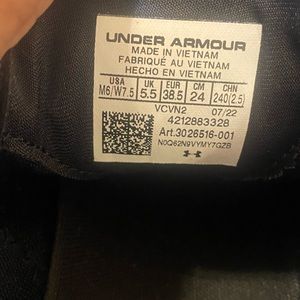 UNDER ARMOUR
MADE IN VIETNAM
FABRIQUÉ AU VIETNAM
HECHO EN VIETNAM
USA UK EUR CM CHN
M6/W7.5 5.5 38.5 24 240(2.5)
VCVN2 07/22
4212883328
Art.3026516-001
N0Q62N9VYMY7GZB